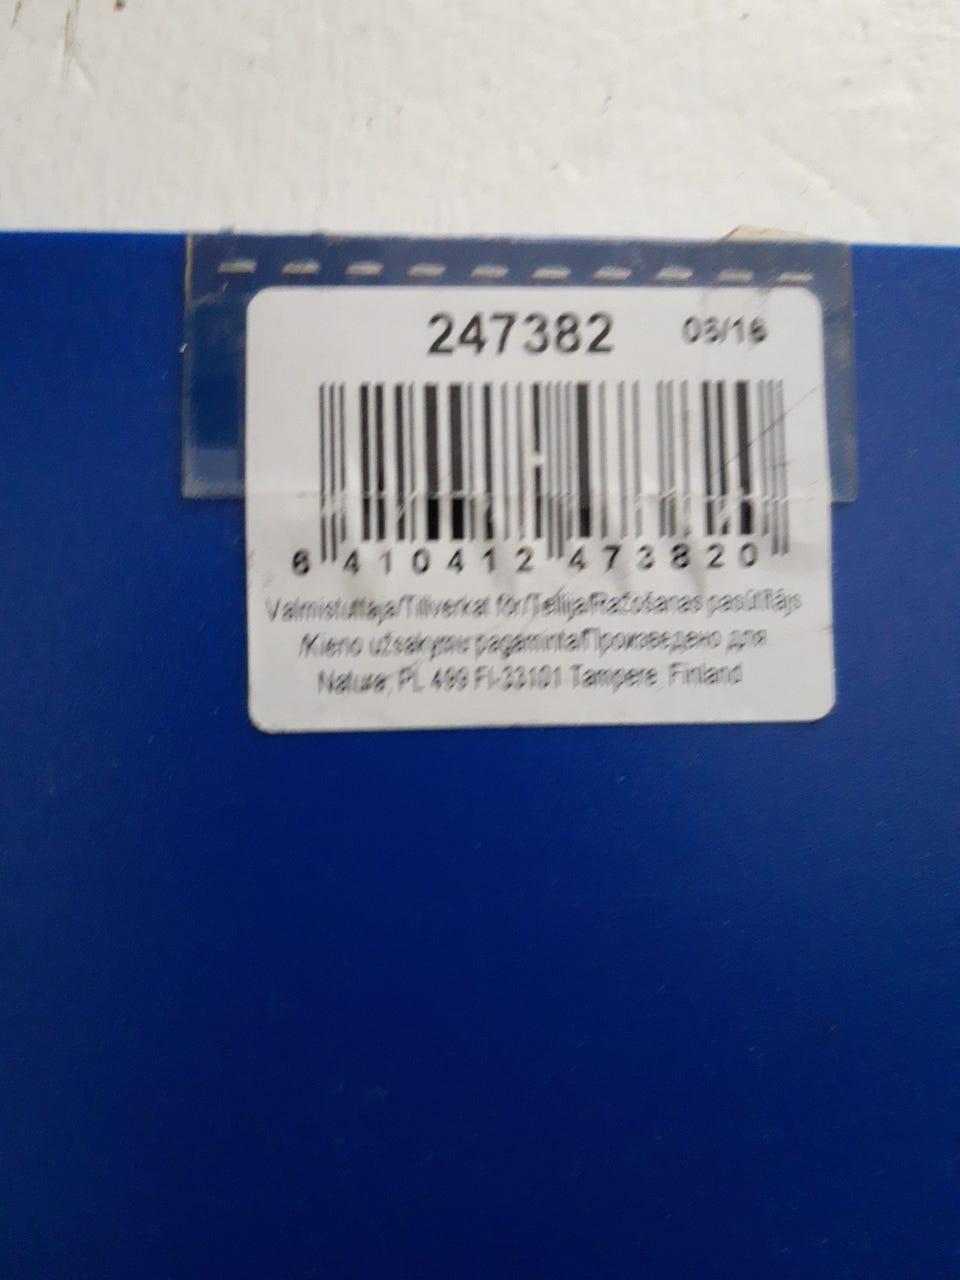 247382 08/16
6 410412 473820
Valmistuttaja/Tillverkat för/Tellija/Ražošanas pasūtītājs
/Kieno užsakymu pagaminta/Произведено для
Natura, PL 499 FI-33101 Tampere, Finland